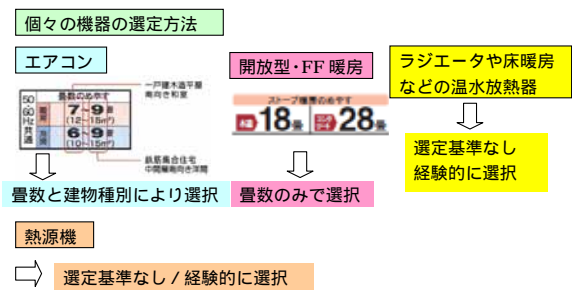 個々の機器の選定方法
エアコン
開放型・FF 暖房
ラジエータや床暖房
などの温水放熱器
一戸建木造平屋
南向き和室
50
60
Hz
共通
畳数のめやす
暖房 7~9畳
(12~15m²)
冷房 6~9畳
(10~15m²)
鉄筋集合住宅
中間層南向き洋間
ストーブ機種のめやす
木造 18畳 コンクリート 28畳
選定基準なし
経験的に選択
畳数と建物種別により選択
畳数のみで選択
熱源機
選定基準なし / 経験的に選択